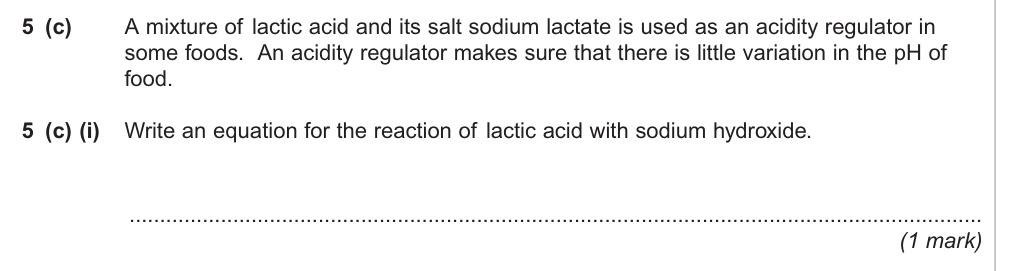 5 (c) A mixture of lactic acid and its salt sodium lactate is used as an acidity regulator in
some foods. An acidity regulator makes sure that there is little variation in the pH of
food.
5 (c) (i) Write an equation for the reaction of lactic acid with sodium hydroxide.
(1 mark)